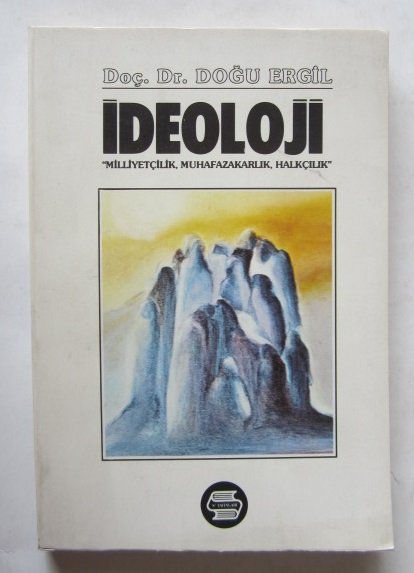 Doç. Dr. DOĞU ERGİL
İDEOLOJİ
"MİLLİYETÇİLİK, MUHAFAZAKARLIK, HALKÇILIK"